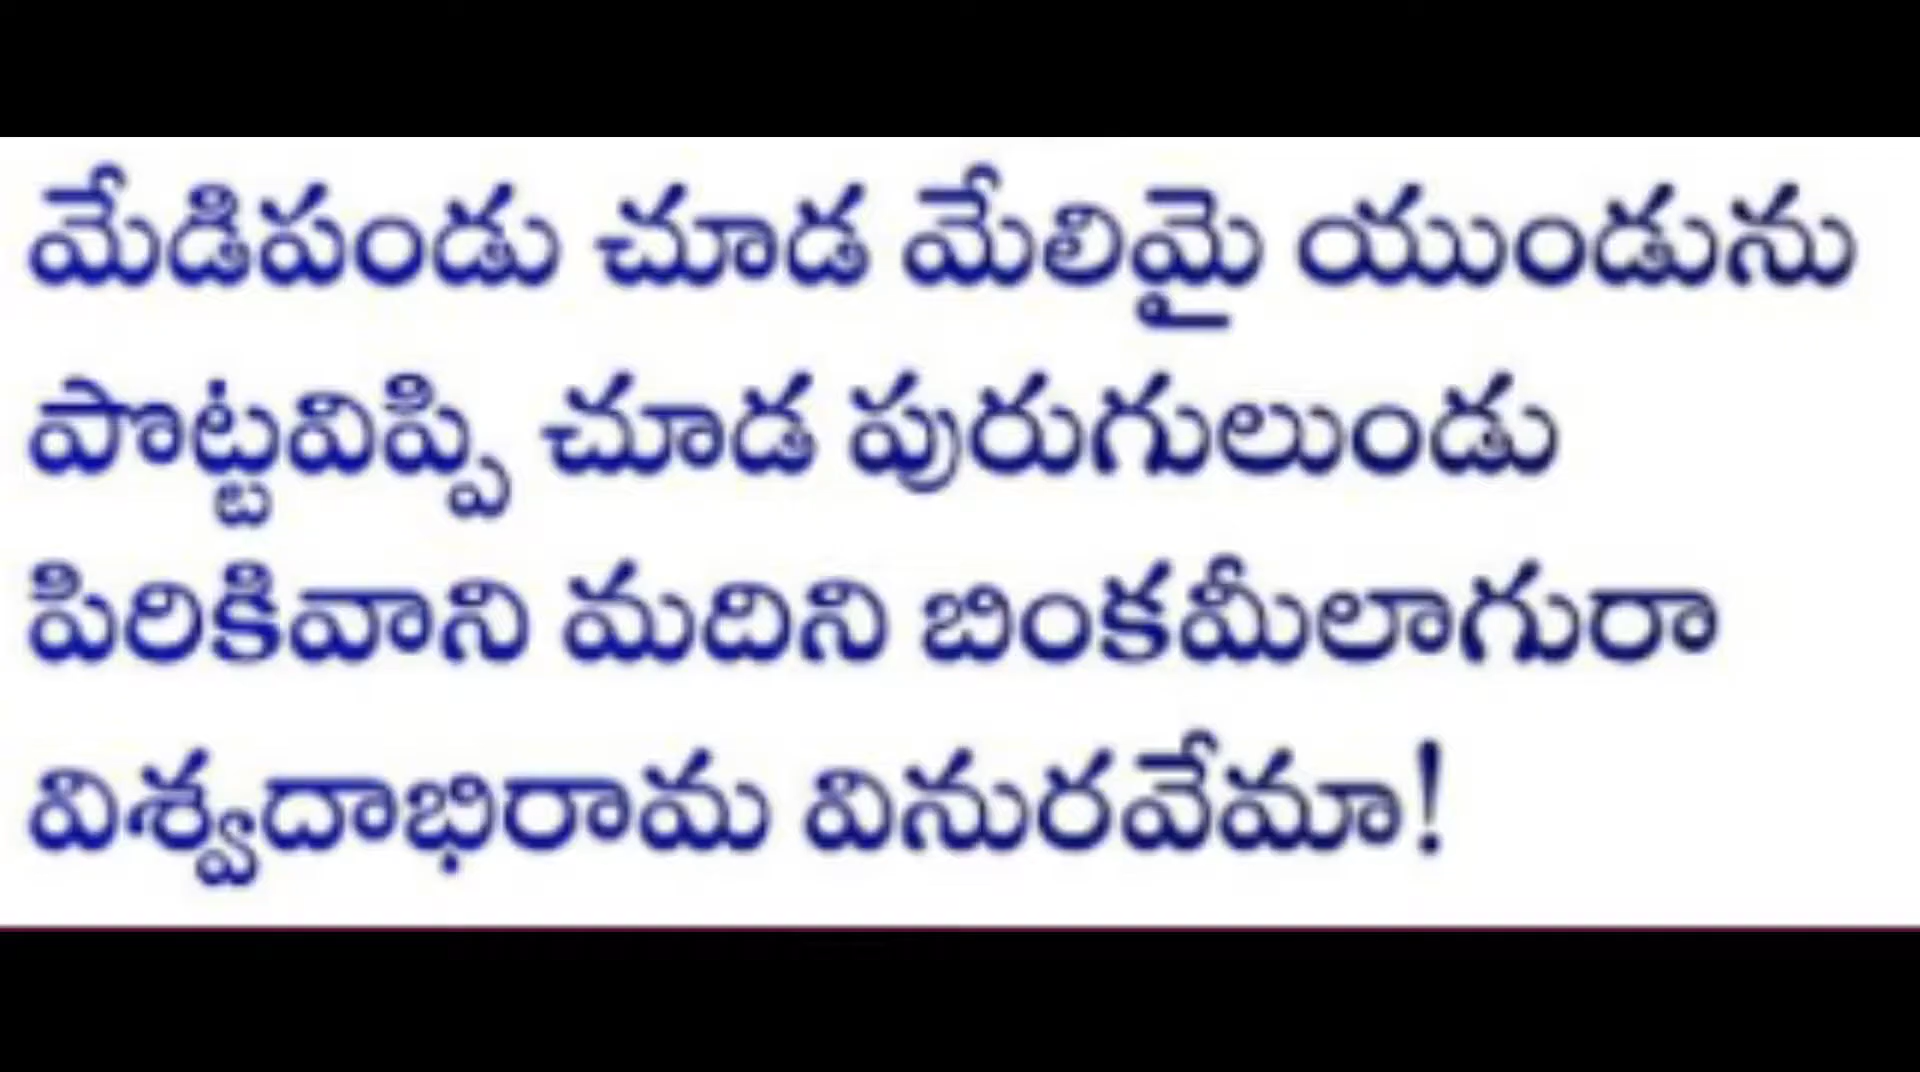 మేడిపండు చూడ మేలిమై యుండును
పొట్టవిప్పి చూడ పురుగులుండు
పిరికివాని మదిని బింకమీలాగురా
విశ్వదాభిరామ వినురవేమా!